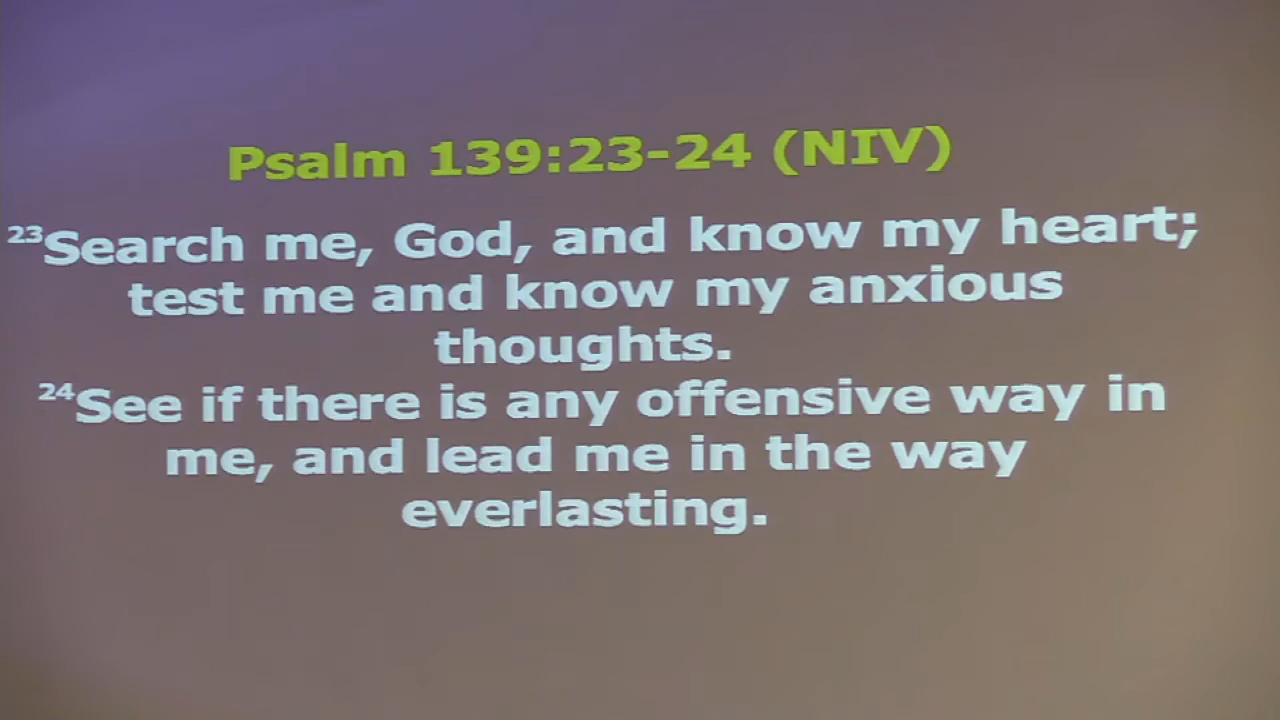 Psalm 139:23-24 (NIV)
²³Search me, God, and know my heart;
test me and know my anxious
thoughts.
²⁴See if there is any offensive way in
me, and lead me in the way
everlasting.